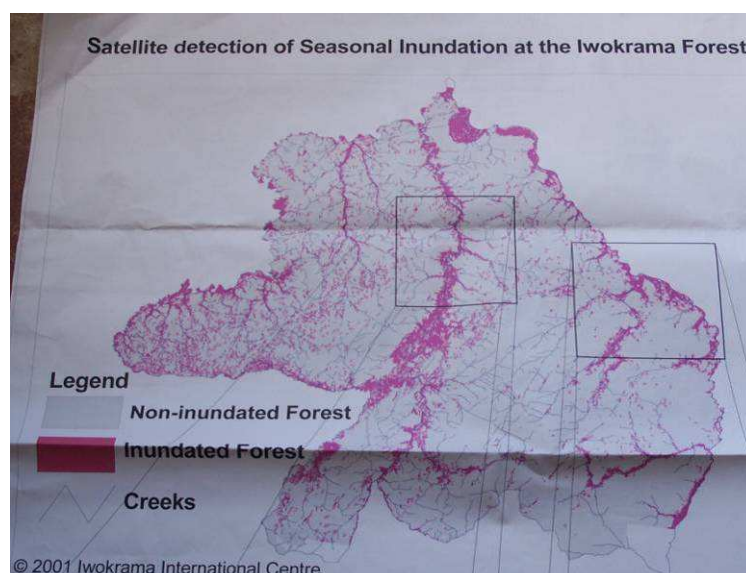 Satellite detection of Seasonal Inundation at the Iwokrama Forest
Legend
Non-inundated Forest
Inundated Forest
Creeks
© 2001 Iwokrama International Centre